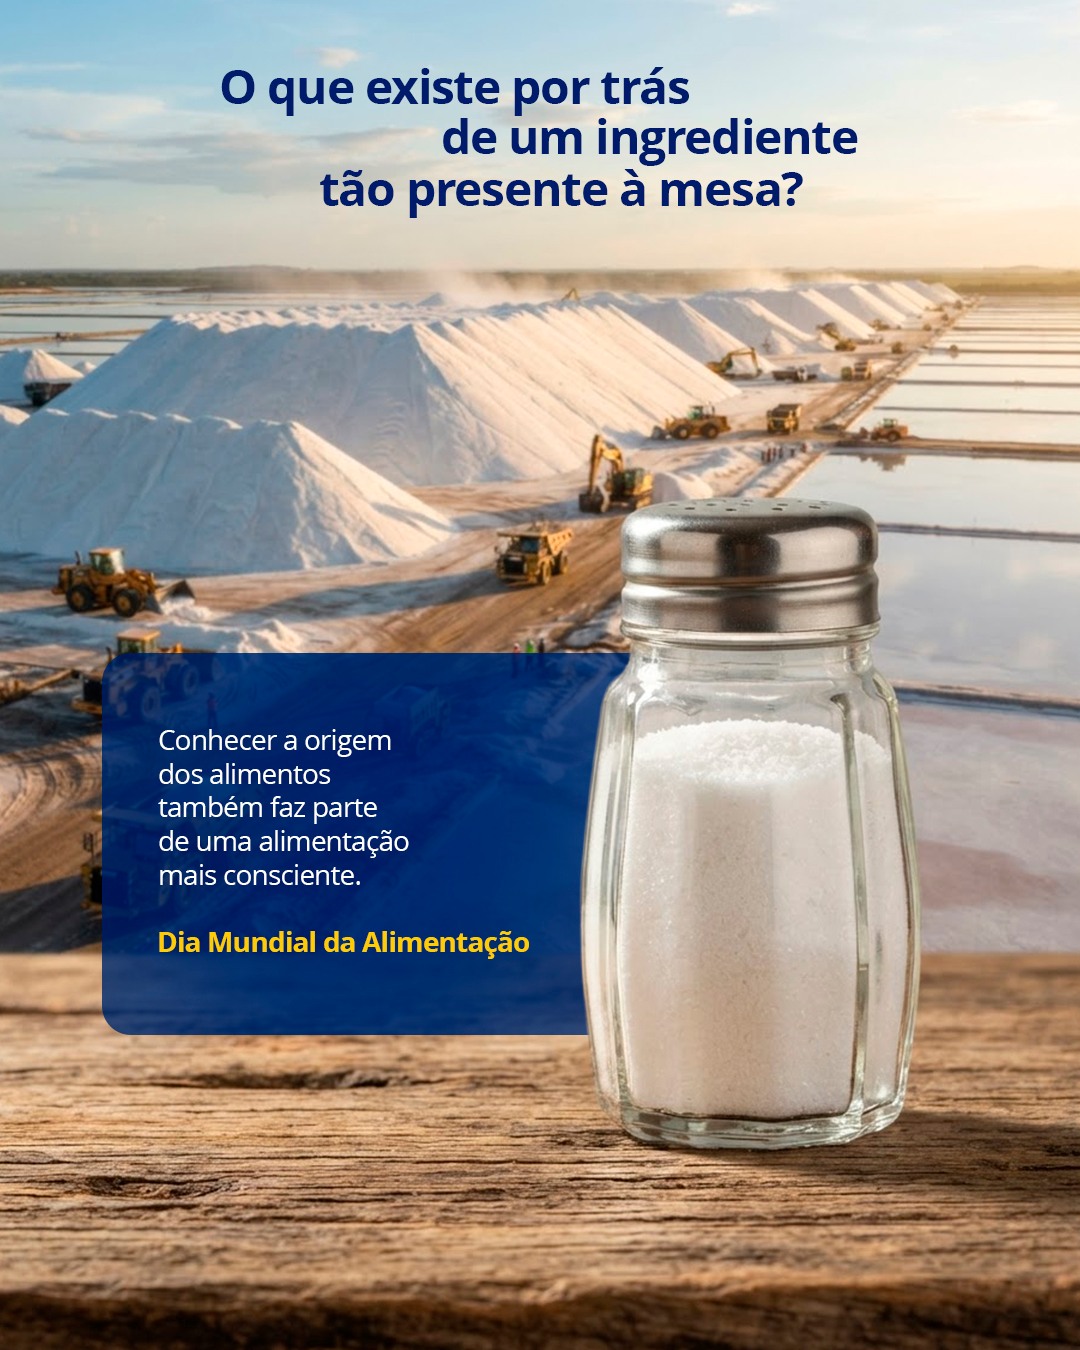 O que existe por trás
de um ingrediente
tão presente à mesa?
Conhecer a origem
dos alimentos
também faz parte
de uma alimentação
mais consciente.
Dia Mundial da Alimentação